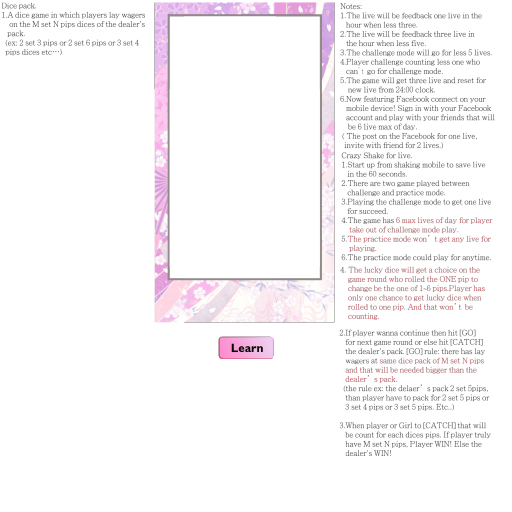 Dice pack.
1.A dice game in which players lay wagers
on the M set N pips dices of the dealer's
pack.
(ex: 2 set 3 pips or 2 set 6 pips or 3 set 4
pips dices etc…)
Learn
Notes:
1.The live will be feedback one live in the
hour when less three.
2.The live will be feedback three live in
the hour when less five.
3.The challenge mode will go for less 5 lives.
4.Player challenge counting less one who
can't go for challenge mode.
5.The game will get three live and reset for
new live from 24:00 clock.
6.Now featuring Facebook connect on your
mobile device! Sign in with your Facebook
account and play with your friends that will
be 6 live max of day.
( The post on the Facebook for one live,
invite with friend for 2 lives.)
Crazy Shake for live.
1.Start up from shaking mobile to save live
in the 60 seconds.
2.There are two game played between
challenge and practice mode.
3.Playing the challenge mode to get one live
for succeed.
4.The game has 6 max lives of day for player
take out of challenge mode play.
5.The practice mode won't get any live for
playing.
6.The practice mode could play for anytime.
4. The lucky dice will get a choice on the
game round who rolled the ONE pip to
change be the one of 1-6 pips.Player has
only one chance to get lucky dice when
rolled to one pip. And that won't be
counting.
2.If player wanna continue then hit [GO]
for next game round or else hit [CATCH]
the dealer's pack. [GO] rule: there has lay
wagers at same dice pack of M set N pips
and that will be needed bigger than the
dealer's pack.
(the rule ex: the delaer's pack 2 set 5pips,
than player have to pack for 2 set 5 pips or
3 set 4 pips or 3 set 5 pips. Etc..)
3.When player or Girl to [CATCH] that will
be count for each dices pips. If player truly
have M set N pips, Player WIN! Else the
dealer's WIN!